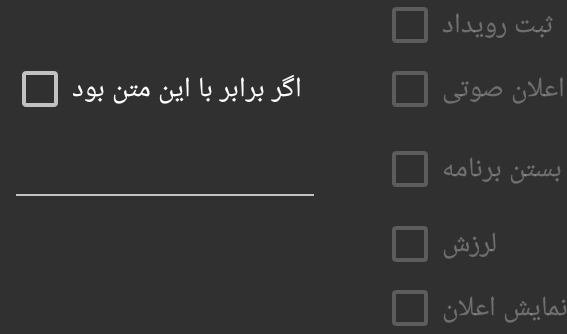 ثبت رویداد
اعلان صوتی
اگر برابر با این متن بود
بستن برنامه
لرزش
نمایش اعلان